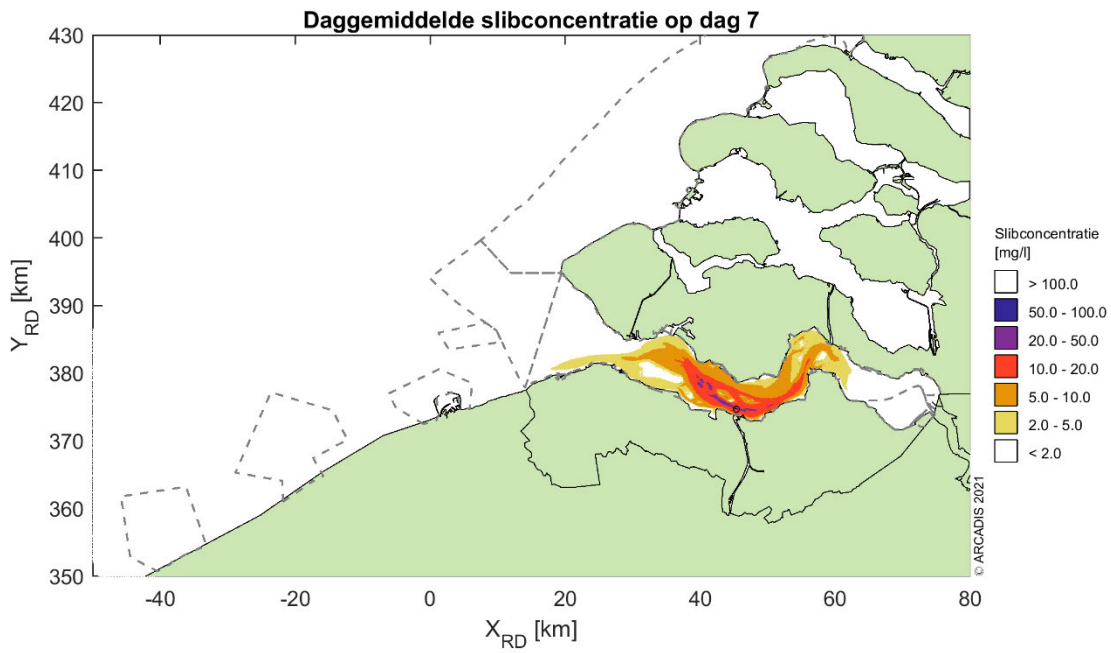 Daggemiddelde slibconcentratie op dag 7
430
420
410
400
390
380
370
360
350
Y_RD [km]
-40
-20
0
20
40
60
80
X_RD [km]
Slibconcentratie
[mg/l]
> 100.0
50.0 - 100.0
20.0 - 50.0
10.0 - 20.0
5.0 - 10.0
2.0 - 5.0
< 2.0
© ARCADIS 2021